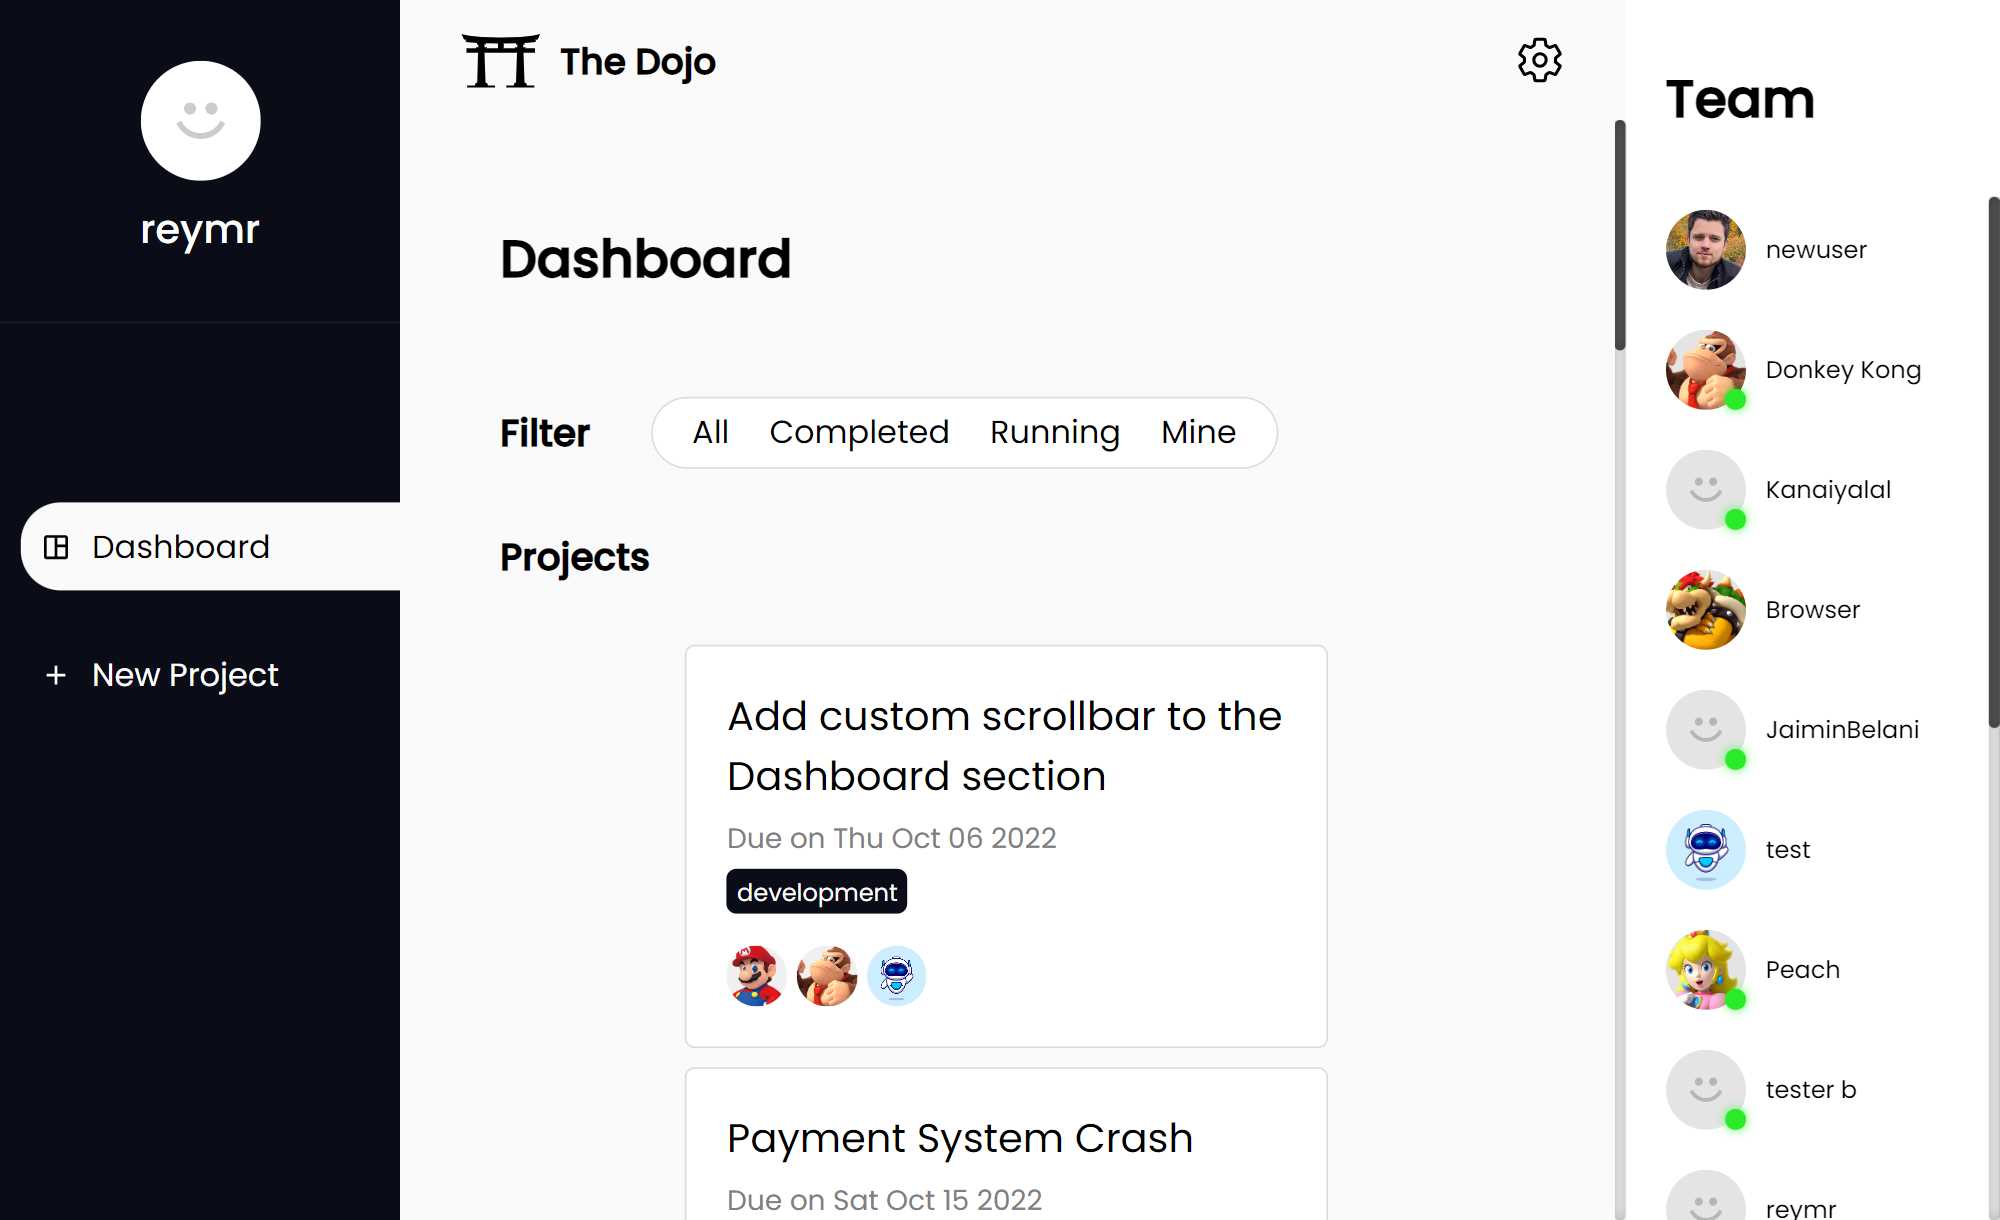 reymr
Dashboard
New Project
The Dojo
Dashboard
Filter
All
Completed
Running
Mine
Projects
Add custom scrollbar to the
Dashboard section
Due on Thu Oct 06 2022
development
Payment System Crash
Due on Sat Oct 15 2022
Team
newuser
Donkey Kong
Kanaiyalal
Browser
JaiminBelani
test
Peach
tester b
reymr